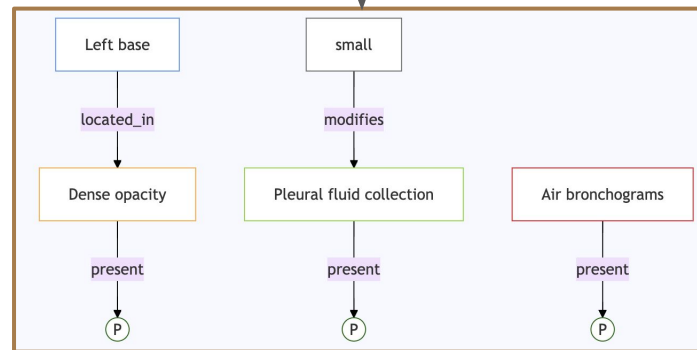 Left base
small
located_in
modifies
Dense opacity
Pleural fluid collection
Air bronchograms
present
present
present
P
P
P